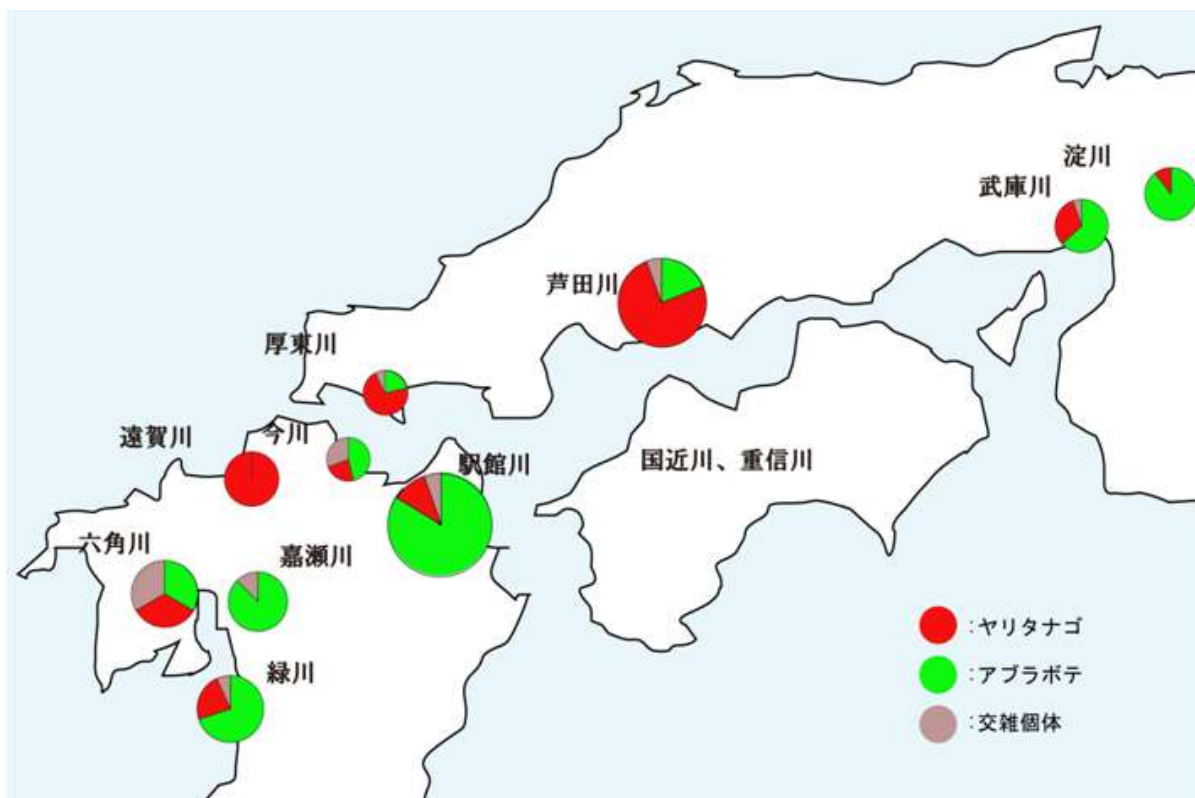 淀川
武庫川
芦田川
厚東川
遠賀川
今川
駅館川
国近川、重信川
六角川
嘉瀬川
緑川
:ヤリタナゴ
:アブラボテ
:交雑個体